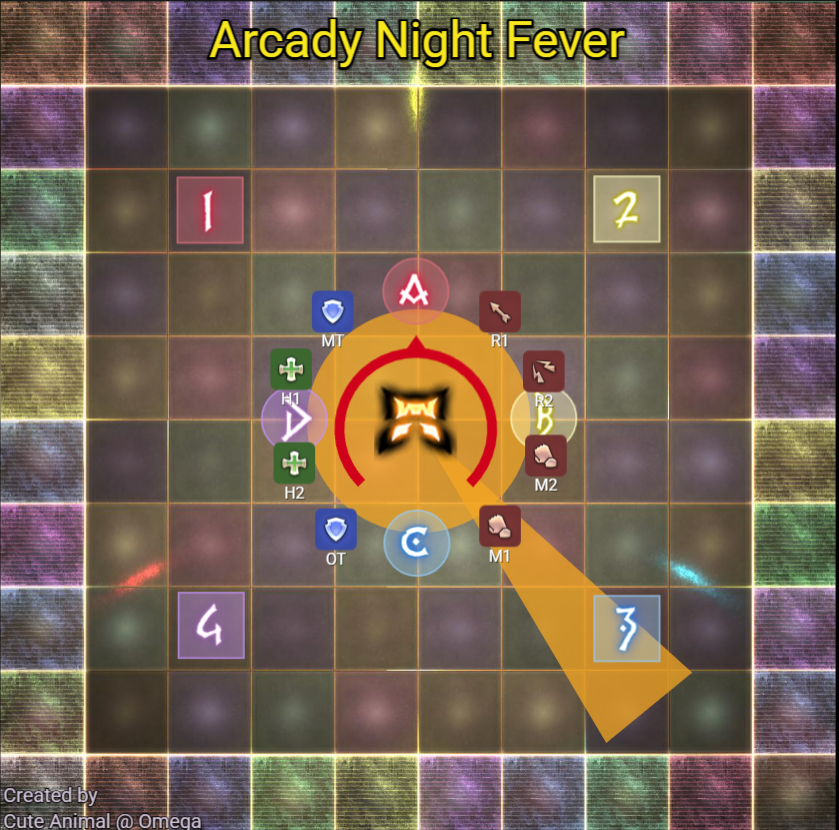 Arcady Night Fever
1
2
A
MT
R1
H1
R2
D
B
H2
M2
OT
C
M1
4
3
Created by
Cute Animal @ Omega